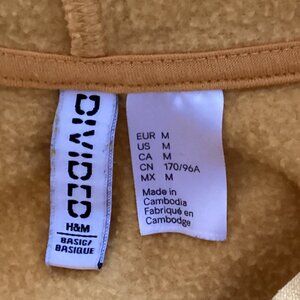 DIVIDED
H&M
BASIC/
BASIQUE
EUR M
US M
CA M
CN 170/96A
MX M
Made in
Cambodia
Fabriqué en
Cambodge